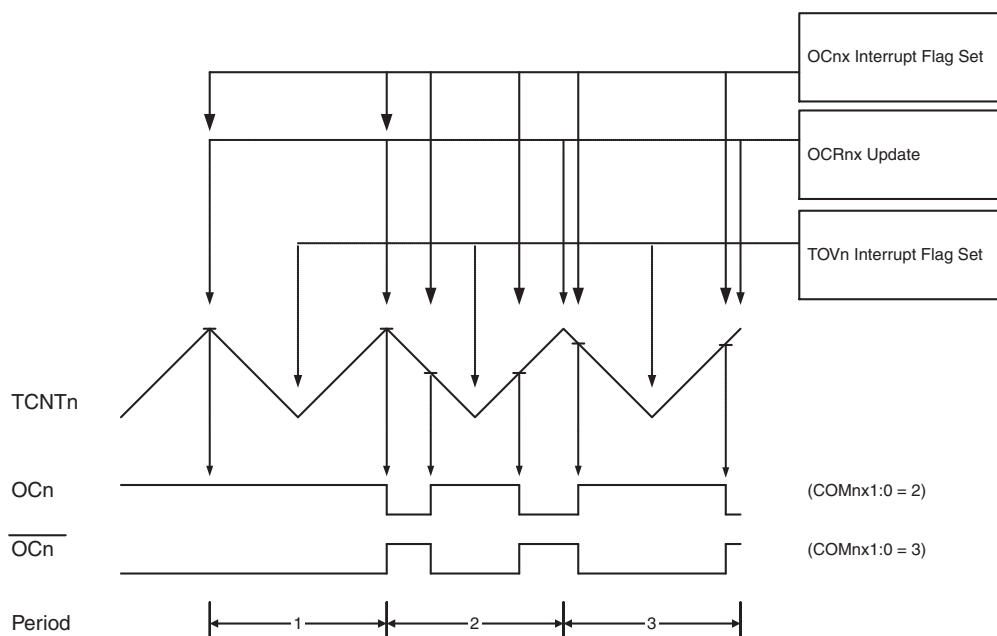 OCnx Interrupt Flag Set
OCRnx Update
TOVn Interrupt Flag Set
TCNTn
OCn
(COMnx1:0 = 2)
OCn
(COMnx1:0 = 3)
Period
1
2
3